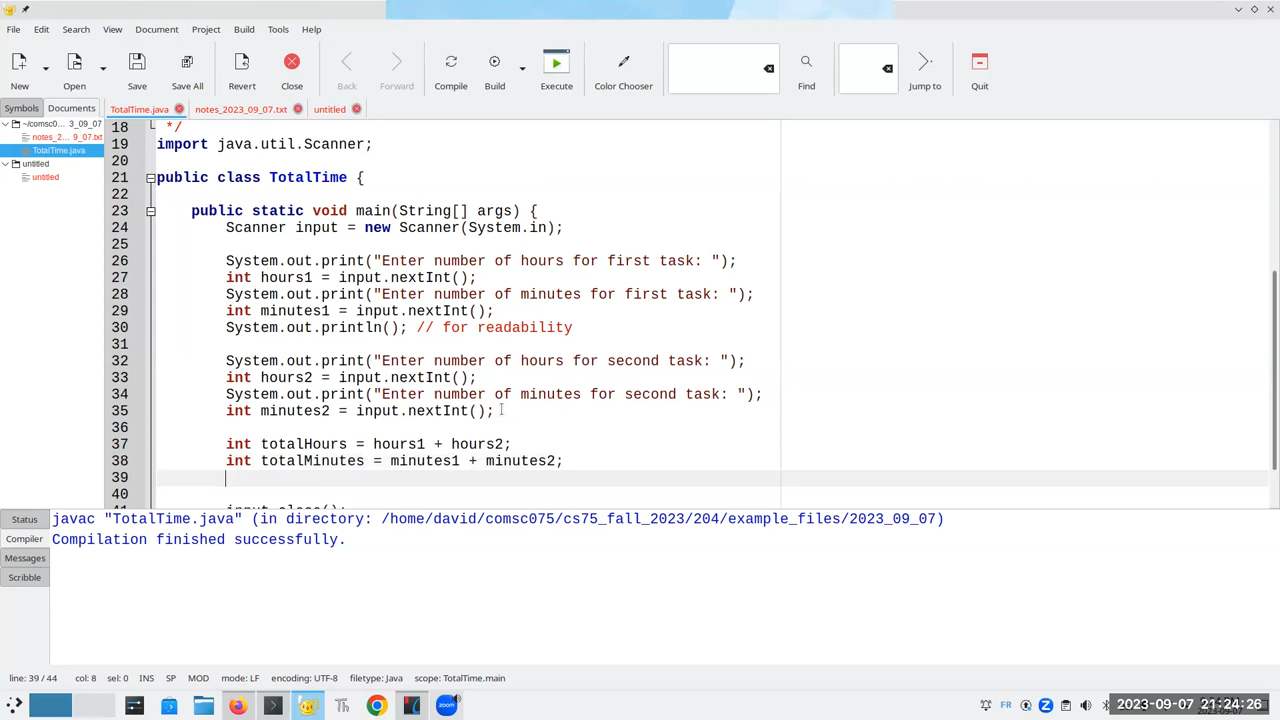 File Edit Search View Document Project Build Tools Help
New Open Save Save All Revert Close Back Forward Compile Build Execute Color Chooser Find Jump to Quit
Symbols Documents TotalTime.java notes_2023_09_07.txt untitled
~/comsc0... 3_09_07
notes_2... 9_07.txt
TotalTime.java
untitled
untitled
18 */
19 import java.util.Scanner;
20
21 public class TotalTime {
22
23 public static void main(String[] args) {
24 Scanner input = new Scanner(System.in);
25
26 System.out.print("Enter number of hours for first task: ");
27 int hours1 = input.nextInt();
28 System.out.print("Enter number of minutes for first task: ");
29 int minutes1 = input.nextInt();
30 System.out.println(); // for readability
31
32 System.out.print("Enter number of hours for second task: ");
33 int hours2 = input.nextInt();
34 System.out.print("Enter number of minutes for second task: ");
35 int minutes2 = input.nextInt();
36
37 int totalHours = hours1 + hours2;
38 int totalMinutes = minutes1 + minutes2;
39
40
Status
Compiler
Messages
Scribble
javac "TotalTime.java" (in directory: /home/david/comsc075/cs75_fall_2023/204/example_files/2023_09_07)
Compilation finished successfully.
line: 39 / 44 col: 8 sel: 0 INS SP MOD mode: LF encoding: UTF-8 filetype: Java scope: TotalTime.main
Th zoom FR Z 2023-09-07 21:24:26